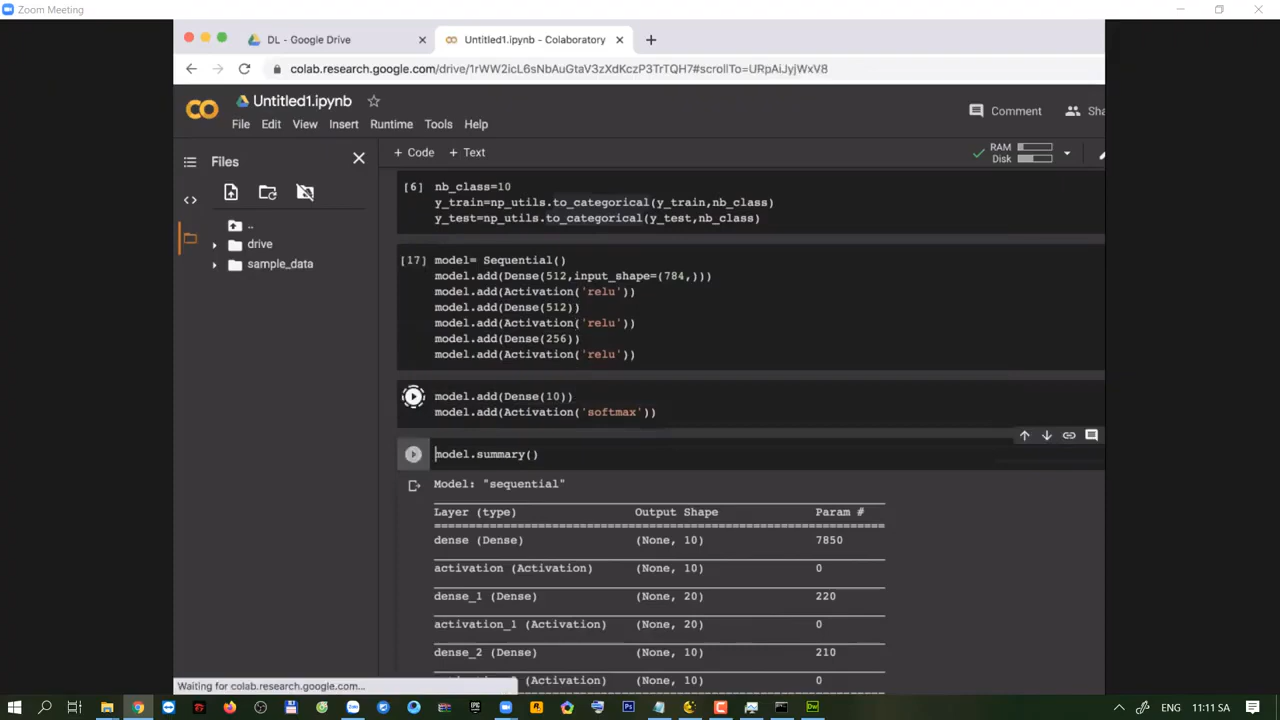 Zoom Meeting
DL - Google Drive
Untitled1.ipynb - Colaboratory
colab.research.google.com/drive/1rWW2icL6sNbAuGtaV3zXdKczP3TrTQH7#scrollTo=URpAiJyjWxV8
Untitled1.ipynb
Comment
Sha
File Edit View Insert Runtime Tools Help
Files
+ Code + Text
RAM
Disk
..
drive
sample_data
[6] nb_class=10
y_train=np_utils.to_categorical(y_train,nb_class)
y_test=np_utils.to_categorical(y_test,nb_class)
[17] model= Sequential()
model.add(Dense(512,input_shape=(784,)))
model.add(Activation('relu'))
model.add(Dense(512))
model.add(Activation('relu'))
model.add(Dense(256))
model.add(Activation('relu'))
model.add(Dense(10))
model.add(Activation('softmax'))
model.summary()
Model: "sequential"
Layer (type) Output Shape Param #
dense (Dense) (None, 10) 7850
activation (Activation) (None, 10) 0
dense_1 (Dense) (None, 20) 220
activation_1 (Activation) (None, 20) 0
dense_2 (Dense) (None, 10) 210
(Activation) (None, 10) 0
Waiting for colab.research.google.com...
ENG 11:11 SA